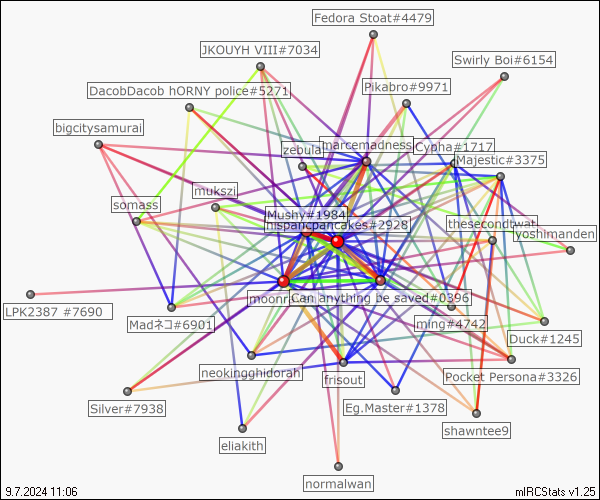 Fedora Stoat#4479
JKOUYH VIII#7034
Swirly Boi#6154
DacobDacob hORNY police#5271
Pikabro#9971
bigcitysamurai
zebula
marcemadness
Cypha#1717
Majestic#3375
mukszi
somass
Mushy#1984
hispanicpancakes#2928
thesecondwat
yoshimanden
moonra
Can anything be saved#0396
LPK2387 #7690
Madネコ#6901
ming#4742
Duck#1245
neokingghidorah
frisout
Pocket Persona#3326
Silver#7938
Eg.Master#1378
shawntee9
eliakith
normalwan
9.7.2024 11:06
mIRCStats v1.25